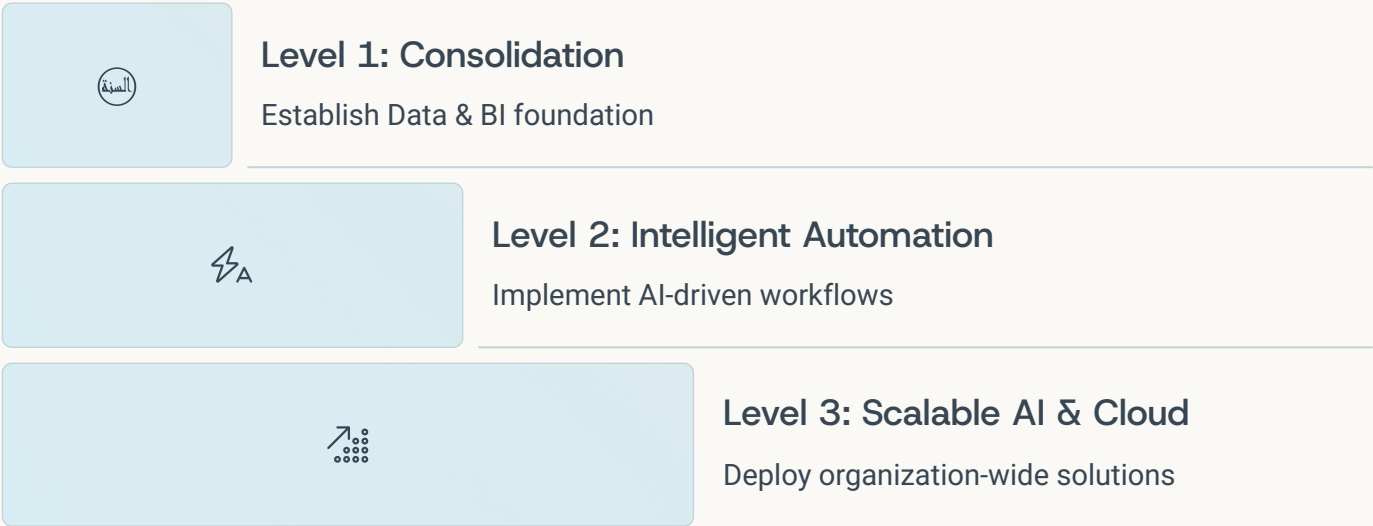 السنة
Level 1: Consolidation
Establish Data & BI foundation
A
Level 2: Intelligent Automation
Implement AI-driven workflows
Level 3: Scalable AI & Cloud
Deploy organization-wide solutions